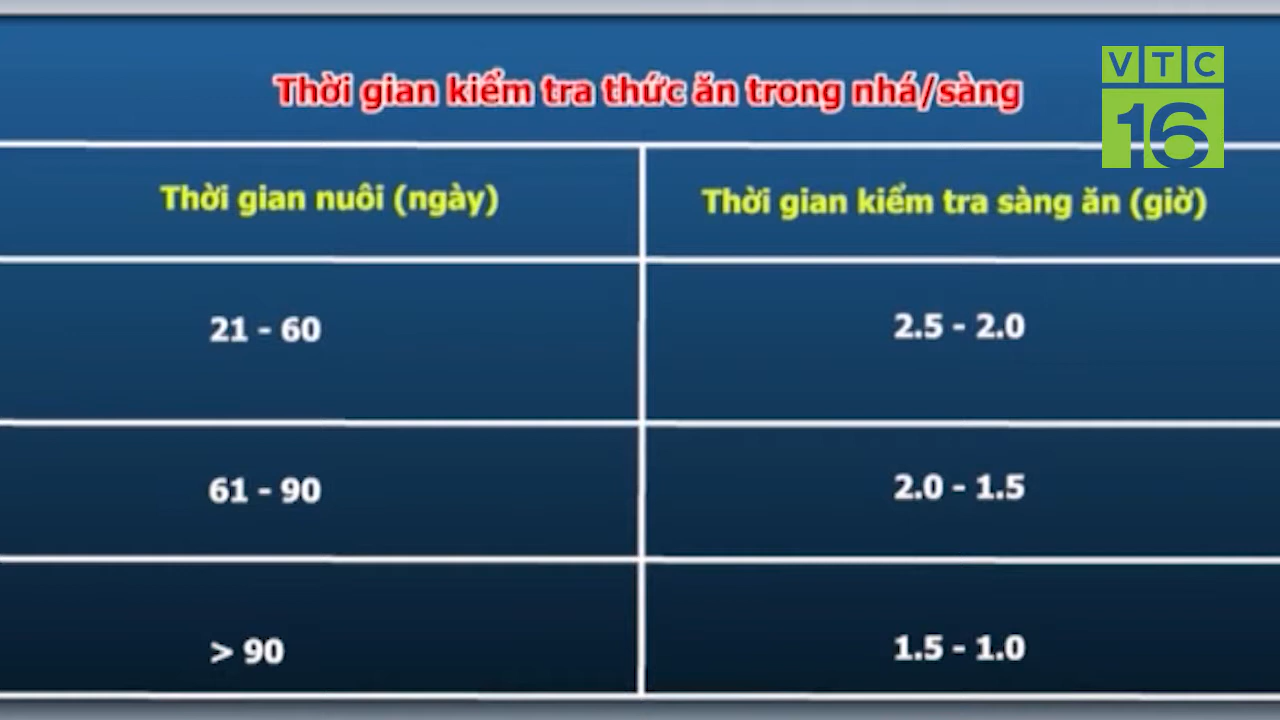 VTC
16
Thời gian kiểm tra thức ăn trong nhá/sàng
Thời gian nuôi (ngày)
Thời gian kiểm tra sàng ăn (giờ)
21 - 60
2.5 - 2.0
61 - 90
2.0 - 1.5
> 90
1.5 - 1.0